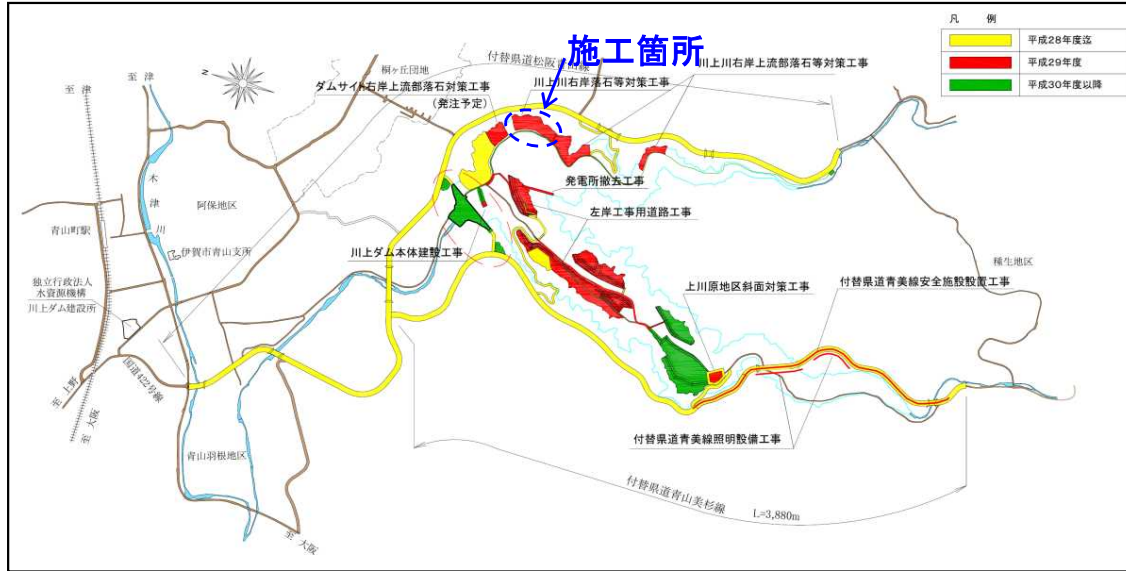 凡 例
平成28年度迄
平成29年度
平成30年度以降
施工箇所
付替県道松阪青山線
川上川右岸上流部落石等対策工事
桐ヶ丘団地
川上川右岸落石等対策工事
ダムサイト右岸上流部落石対策工事
(発注予定)
至 津
至 津
N
木
津
川
阿保地区
発電所撤去工事
左岸工事用道路工事
青山町駅
伊賀市青山支所
川上ダム本体建設工事
種生地区
独立行政法人
水資源機構
川上ダム建設所
上川原地区斜面対策工事
付替県道青美線安全施設設置工事
国道422号線
至 上野
至 大阪
付替県道青美線照明設備工事
青山羽根地区
付替県道青山美杉線
L=3,880m
至 大阪